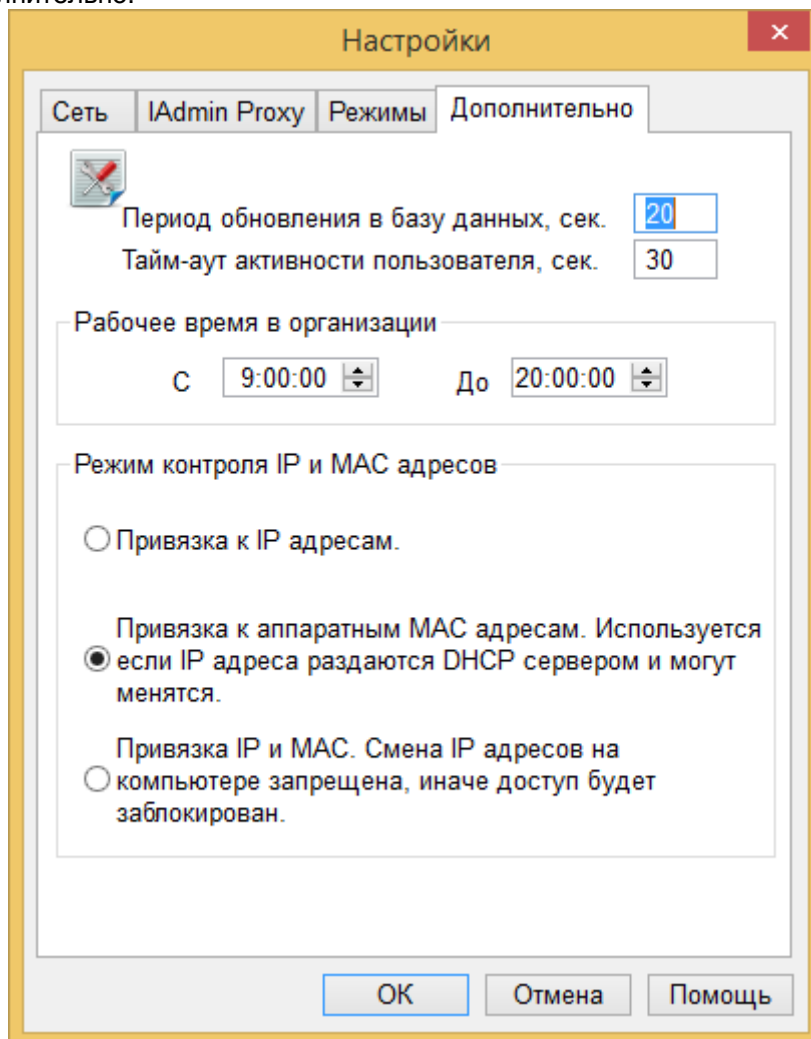 Настройки
Сеть IAdmin Proxy Режимы Дополнительно
Период обновления в базу данных, сек. 20
Тайм-аут активности пользователя, сек. 30
Рабочее время в организации
С 9:00:00 До 20:00:00
Режим контроля IP и MAC адресов
Привязка к IP адресам.
Привязка к аппаратным MAC адресам. Используется
если IP адреса раздаются DHCP сервером и могут
менятся.
Привязка IP и MAC. Смена IP адресов на
компьютере запрещена, иначе доступ будет
заблокирован.
ОК Отмена Помощь